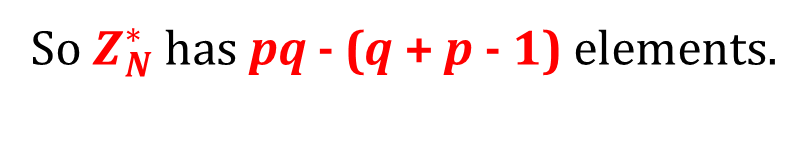 So Z*N has pq - (q + p - 1) elements.